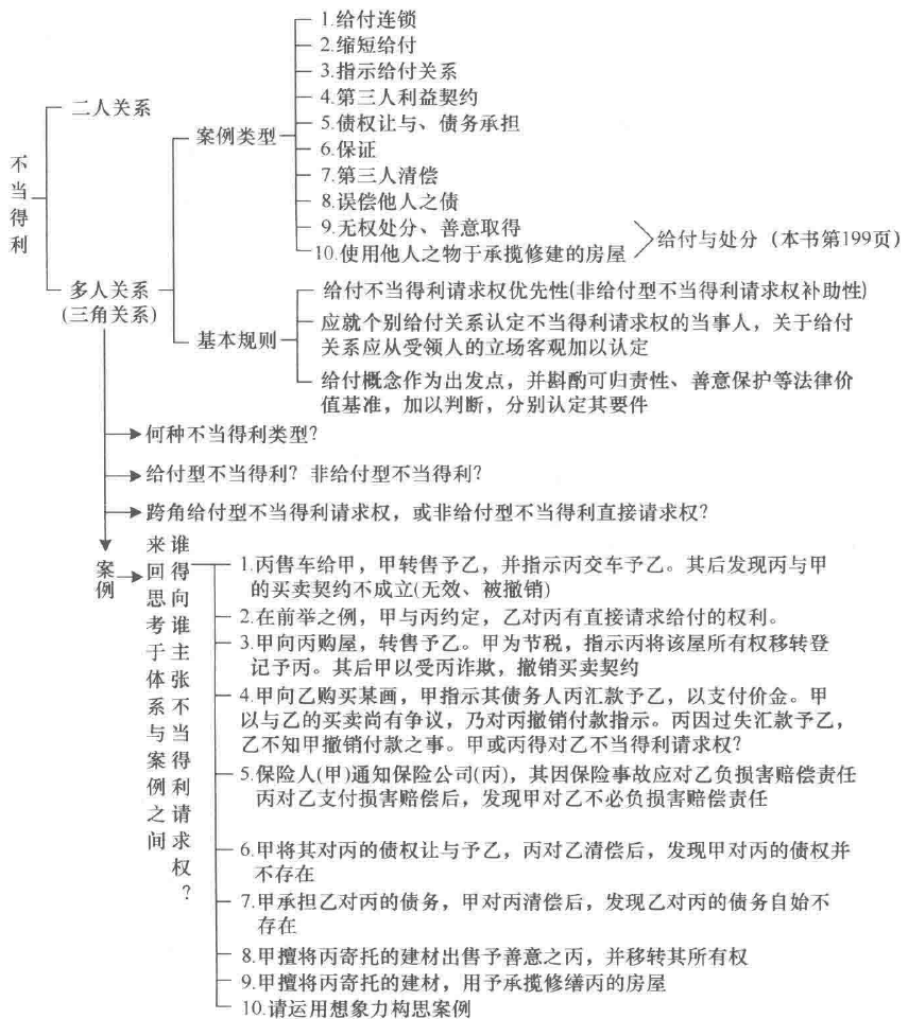 不当得利
二人关系
多人关系
(三角关系)
案例类型
1.给付连锁
2.缩短给付
3.指示给付关系
4.第三人利益契约
5.债权让与、债务承担
6.保证
7.第三人清偿
8.误偿他人之债
9.无权处分、善意取得
10.使用他人之物于承揽修建的房屋
给付与处分（本书第199页）
基本规则
给付不当得利请求权优先性(非给付型不当得利请求权补助性)
应就个别给付关系认定不当得利请求权的当事人，关于给付
关系应从受领人的立场客观加以认定
给付概念作为出发点，并斟酌可归责性、善意保护等法律价
值基准，加以判断，分别认定其要件
何种不当得利类型？
给付型不当得利？非给付型不当得利？
跨角给付型不当得利请求权，或非给付型不当得利直接请求权？
案例
谁得向谁主张不当得利请求权？
来回思考于体系与案例之间
1.丙售车给甲，甲转售予乙，并指示丙交车予乙。其后发现丙与甲
的买卖契约不成立(无效、被撤销)
2.在前举之例，甲与丙约定，乙对丙有直接请求给付的权利。
3.甲向丙购屋，转售予乙。甲为节税，指示丙将该屋所有权移转登
记予丙。其后甲以受丙诈欺，撤销买卖契约
4.甲向乙购买某画，甲指示其债务人丙汇款予乙，以支付价金。甲
以与乙的买卖尚有争议，乃对丙撤销付款指示。丙因过失汇款予乙，
乙不知甲撤销付款之事。甲或丙得对乙不当得利请求权？
5.保险人(甲)通知保险公司(丙)，其因保险事故应对乙负损害赔偿责任
丙对乙支付损害赔偿后，发现甲对乙不必负损害赔偿责任
6.甲将其对丙的债权让与予乙，丙对乙清偿后，发现甲对丙的债权并
不存在
7.甲承担乙对丙的债务，甲对丙清偿后，发现乙对丙的债务自始不
存在
8.甲擅将丙寄托的建材出售予善意之丙，并移转其所有权
9.甲擅将丙寄托的建材，用予承揽修缮丙的房屋
10.请运用想象力构思案例